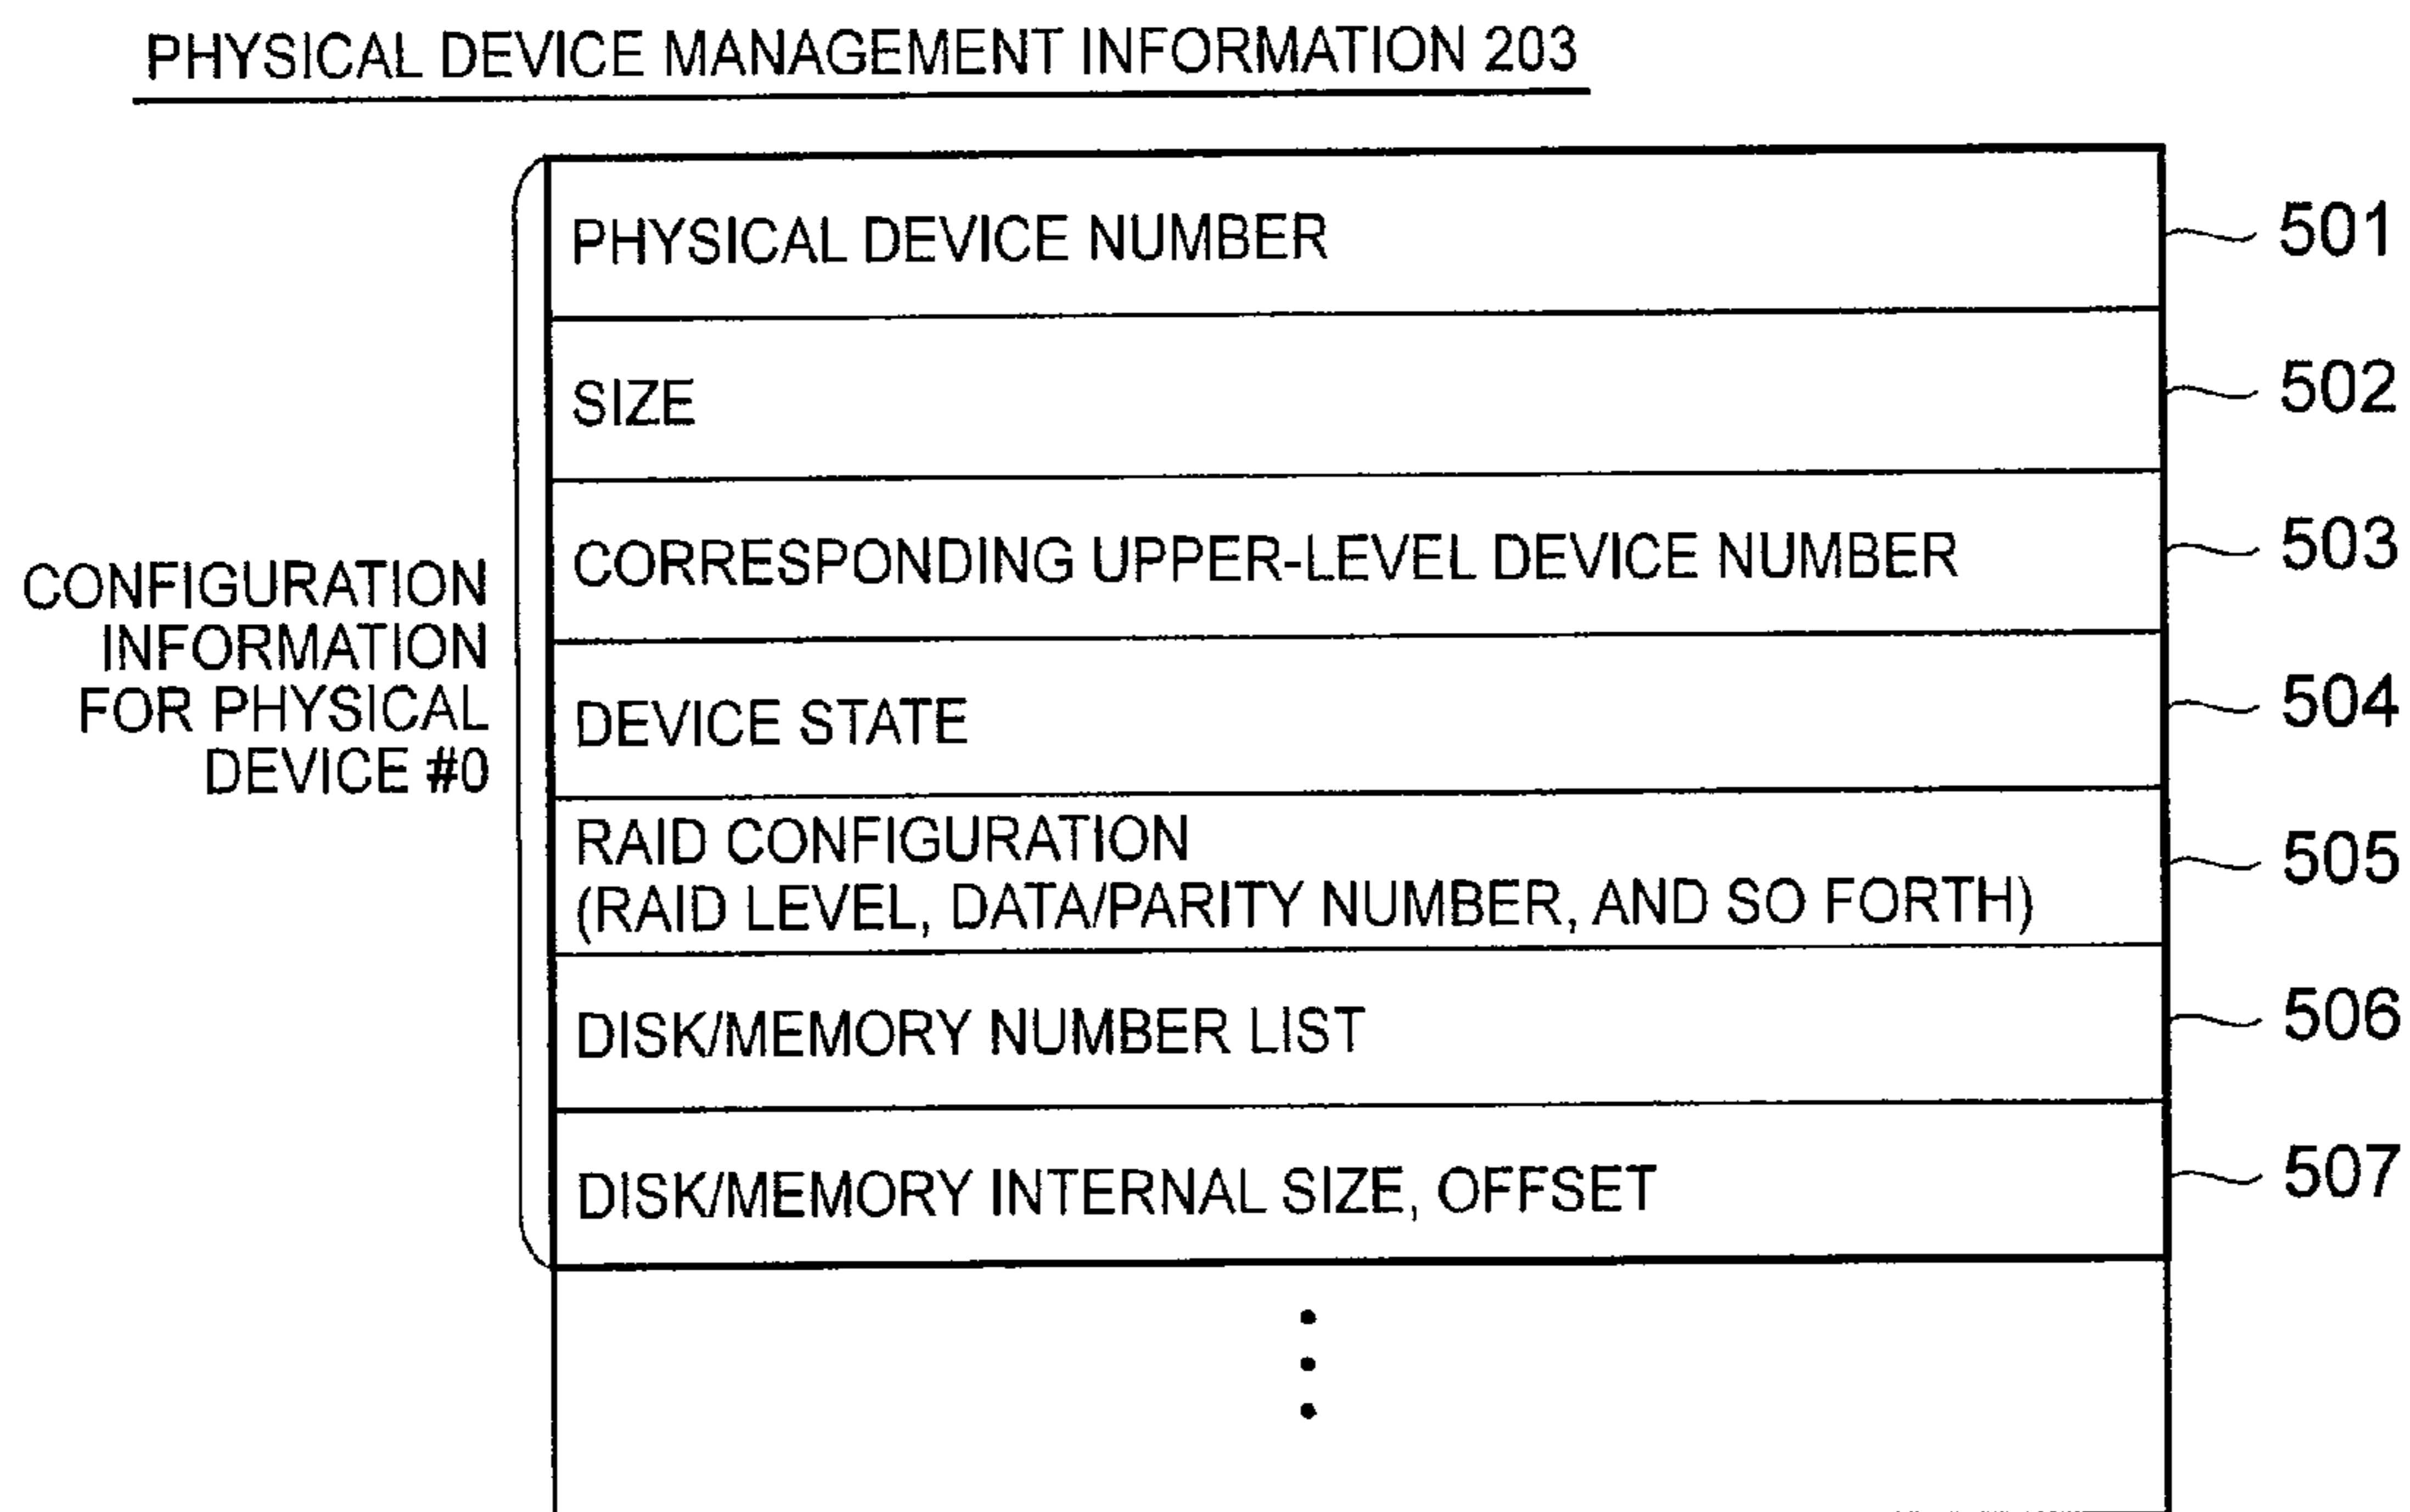 PHYSICAL DEVICE MANAGEMENT INFORMATION 203
PHYSICAL DEVICE NUMBER
501
SIZE
502
CORRESPONDING UPPER-LEVEL DEVICE NUMBER
503
CONFIGURATION
INFORMATION
FOR PHYSICAL
DEVICE #0
DEVICE STATE
504
RAID CONFIGURATION
(RAID LEVEL, DATA/PARITY NUMBER, AND SO FORTH)
505
DISK/MEMORY NUMBER LIST
506
DISK/MEMORY INTERNAL SIZE, OFFSET
507